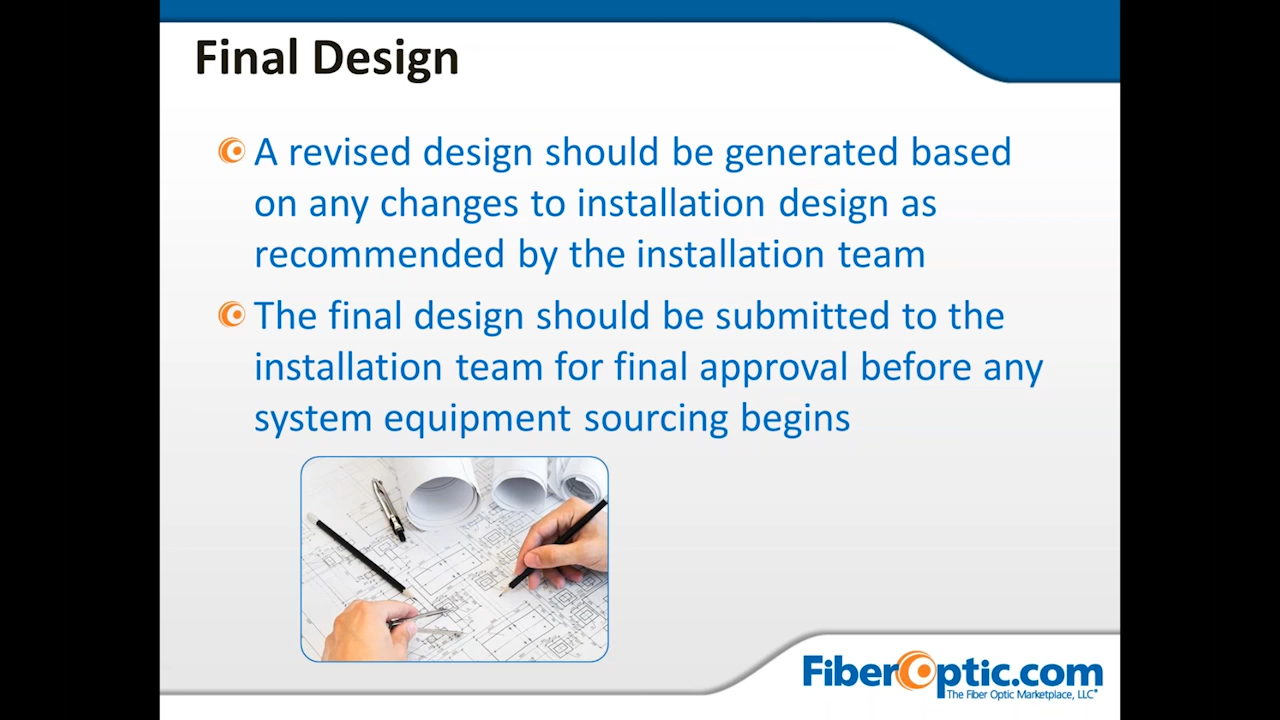 Final Design
A revised design should be generated based
on any changes to installation design as
recommended by the installation team
The final design should be submitted to the
installation team for final approval before any
system equipment sourcing begins
FiberOptic.com
The Fiber Optic Marketplace, LLC®